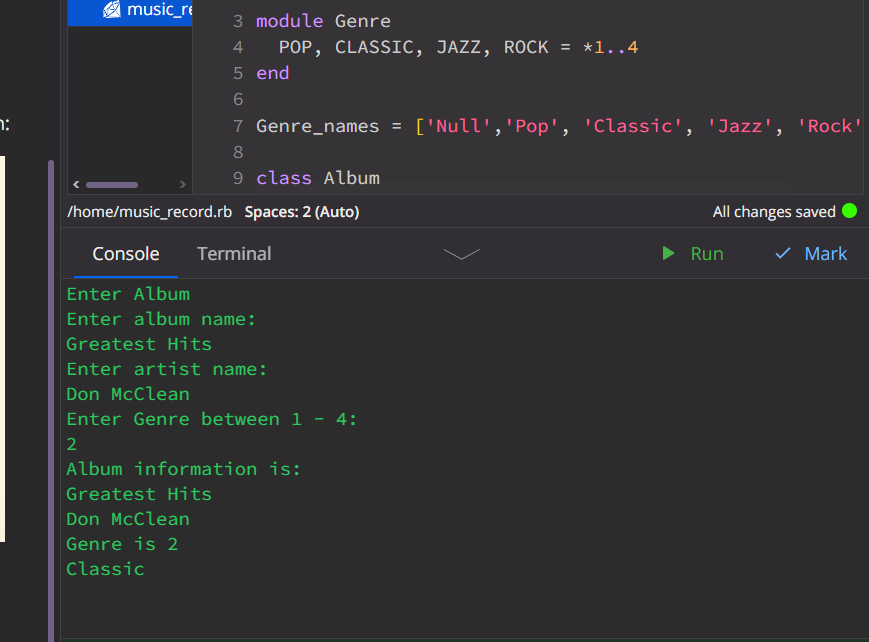 music_re
3 module Genre
4 POP, CLASSIC, JAZZ, ROCK = *1..4
5 end
6
7 Genre_names = ['Null','Pop', 'Classic', 'Jazz', 'Rock'
8
9 class Album
n:
/home/music_record.rb Spaces: 2 (Auto) All changes saved
Console Terminal Run Mark
Enter Album
Enter album name:
Greatest Hits
Enter artist name:
Don McClean
Enter Genre between 1 - 4:
2
Album information is:
Greatest Hits
Don McClean
Genre is 2
Classic